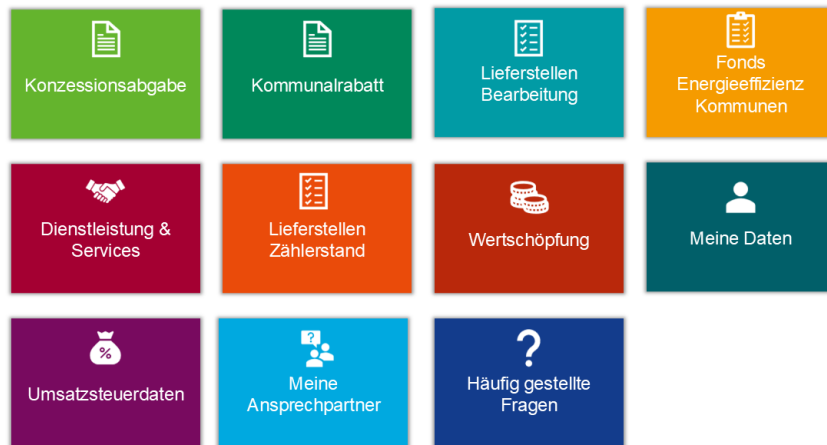 Konzessionsabgabe
Kommunalrabatt
Lieferstellen
Bearbeitung
Fonds
Energieeffizienz
Kommunen
Dienstleistung &
Services
Lieferstellen
Zählerstand
Wertschöpfung
Meine Daten
%
Umsatzsteuerdaten
?
Meine
Ansprechpartner
?
Häufig gestellte
Fragen